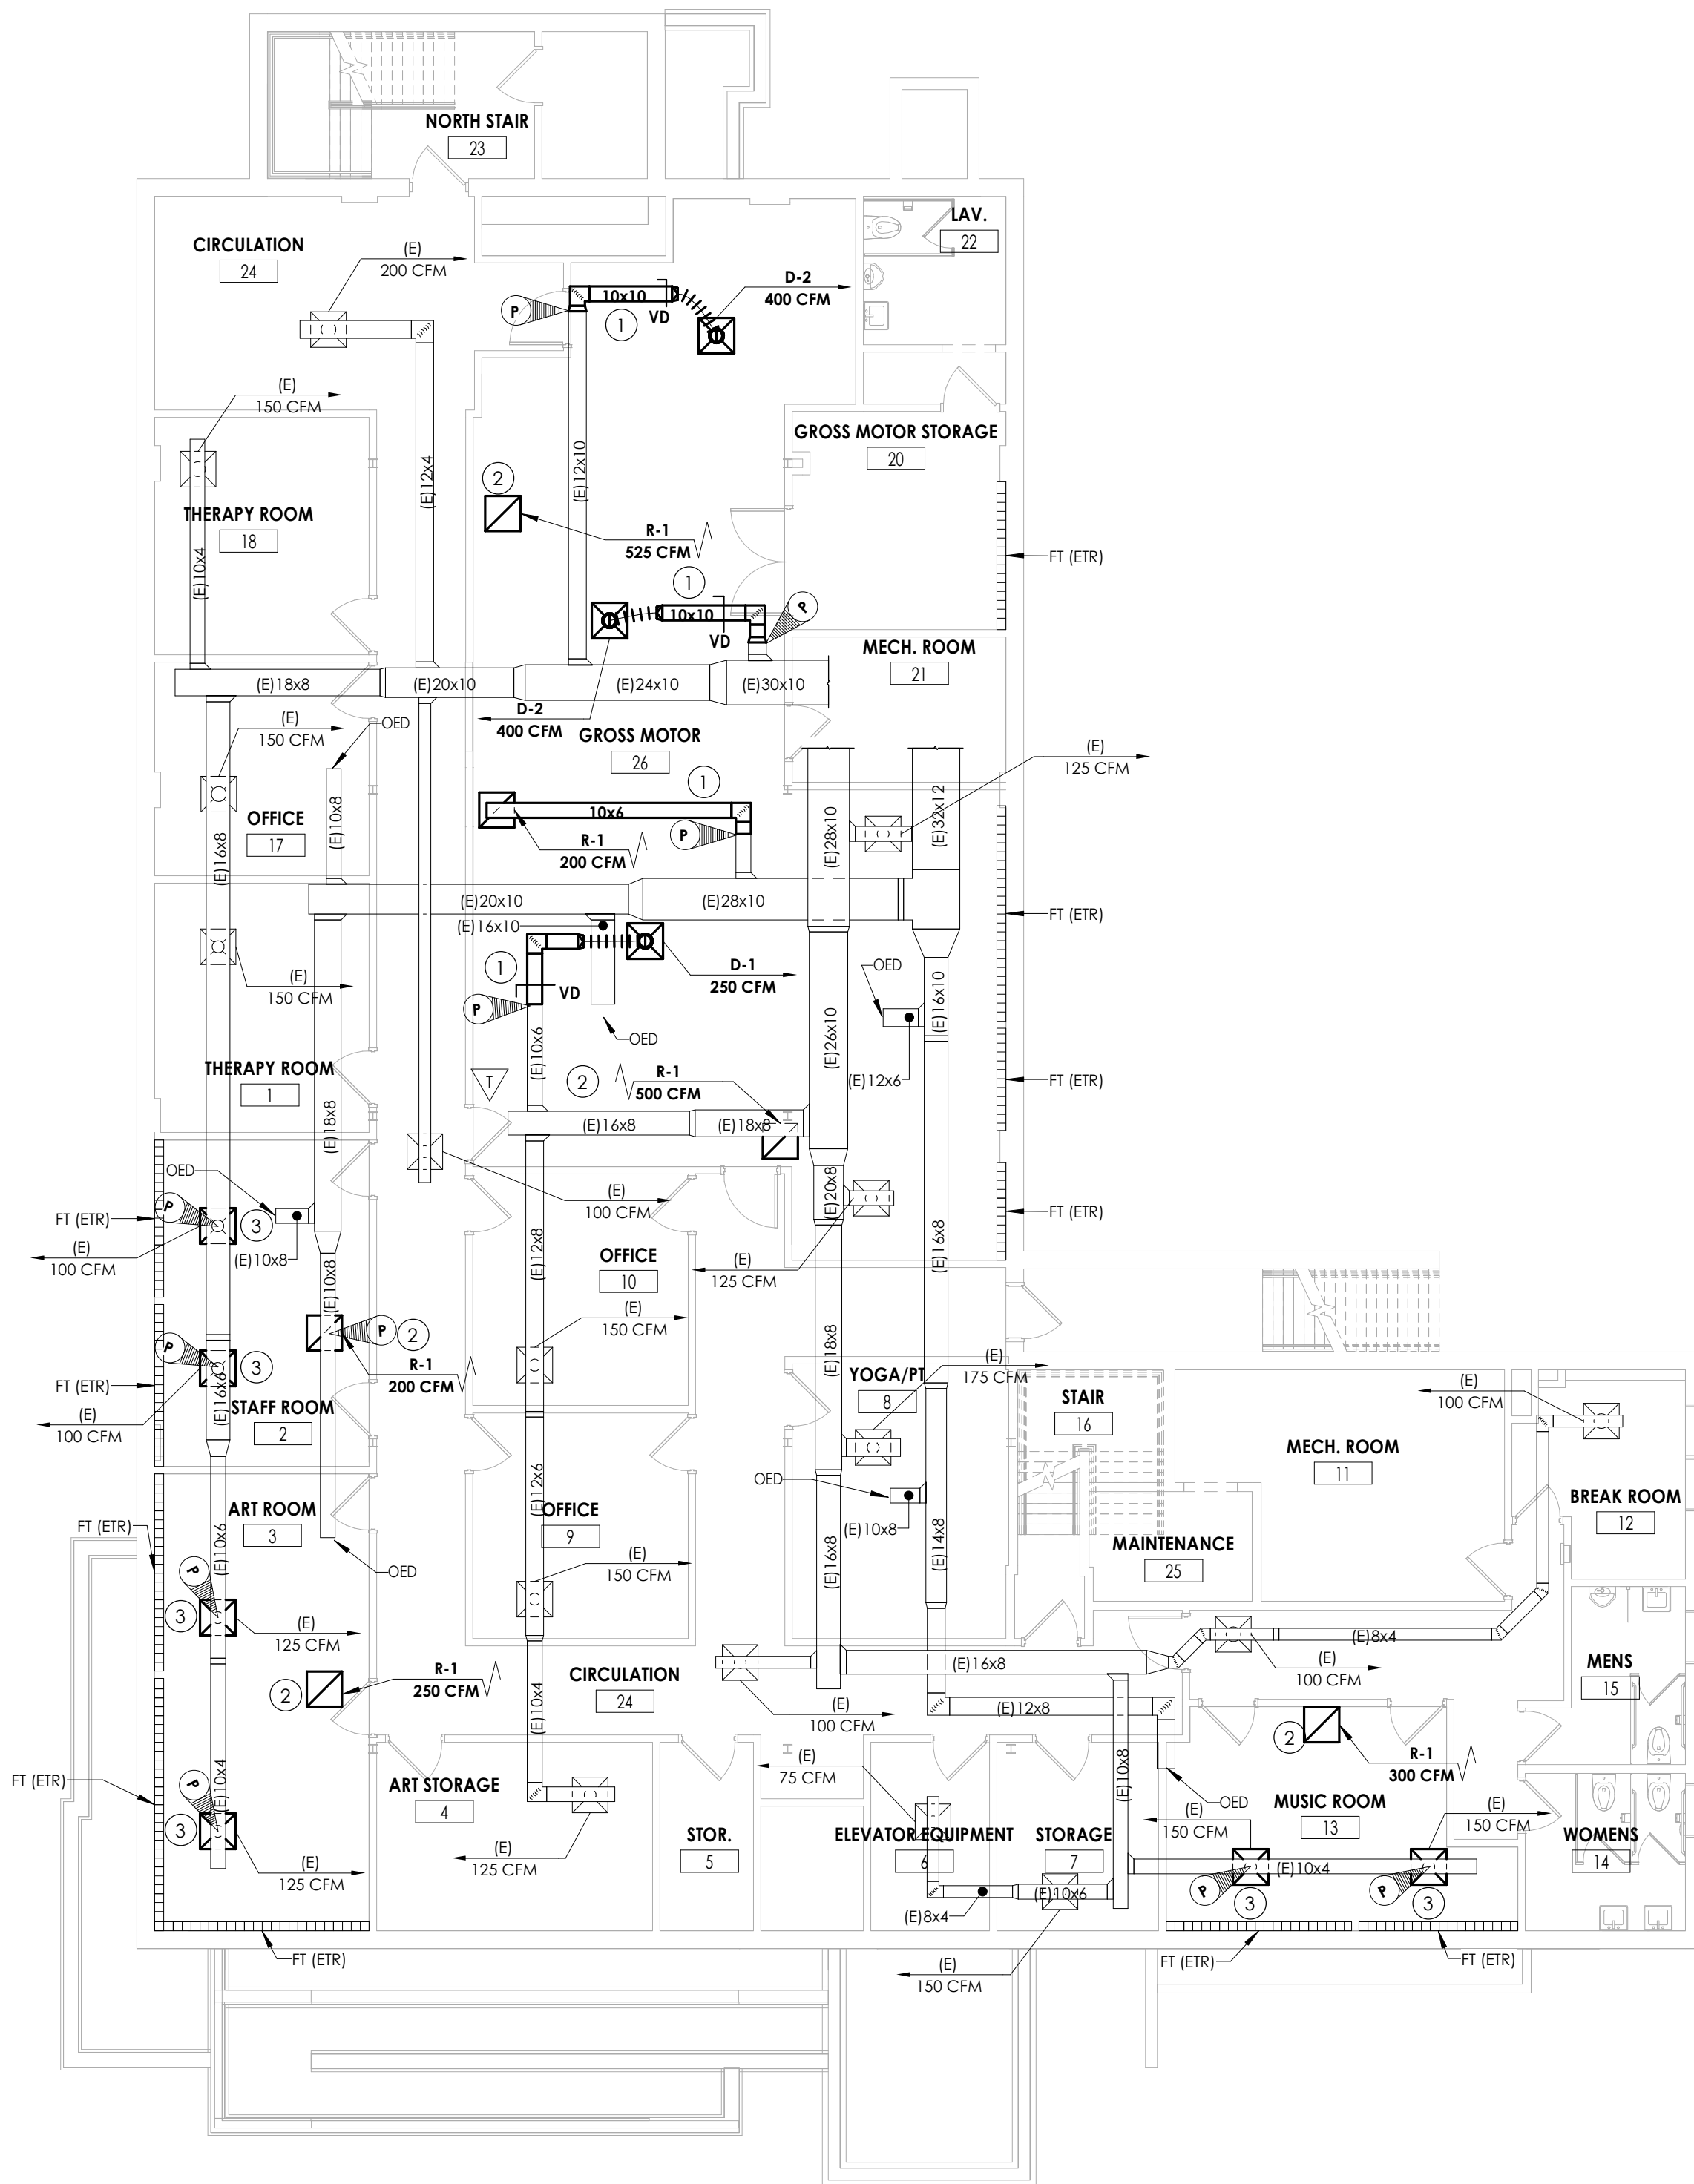 NORTH STAIR
23
LAV.
22
CIRCULATION
24
(E)
200 CFM
D-2
400 CFM
P
10x10
1
VD
(E)
150 CFM
GROSS MOTOR STORAGE
20
(E)12x4
(E)12x10
2
THERAPY ROOM
18
R-1
525 CFM
FT (ETR)
(E)10x4
1
P
10x10
VD
MECH. ROOM
21
(E)18x8
(E)20x10
(E)24x10
(E)30x10
D-2
400 CFM
OED
(E)
150 CFM
GROSS MOTOR
26
(E)
125 CFM
1
OFFICE
17
(E)10x8
10x6
(E)16x8
P
R-1
200 CFM
(E)28x10
(E)32x12
(E)20x10
(E)28x10
FT (ETR)
(E)16x10
1
D-1
250 CFM
OED
(E)
150 CFM
VD
P
OED
(E)16x10
(E)26x10
(E)10x6
THERAPY ROOM
1
T
2
R-1
500 CFM
(E)12x6
FT (ETR)
(E)18x8
(E)16x8
(E)18x8
OED
P
(E)
100 CFM
(E)20x8
FT (ETR)
3
FT (ETR)
(E)10x8
(E)
100 CFM
(E)12x8
OFFICE
10
(E)
125 CFM
(E)16x8
(E)10x8
(E)
150 CFM
P
2
P
3
(E)18x8
R-1
200 CFM
FT (ETR)
(E)16x6
(E)
100 CFM
STAFF ROOM
2
YOGA/PT
8
(E)
175 CFM
STAIR
16
(E)
100 CFM
MECH. ROOM
11
(E)12x6
OED
BREAK ROOM
12
ART ROOM
3
OFFICE
9
(E)10x8
FT (ETR)
(E)10x6
MAINTENANCE
25
(E)14x8
(E)16x8
(E)
150 CFM
OED
P
3
(E)
125 CFM
(E)8x4
(E)16x8
(E)
100 CFM
MENS
15
R-1
250 CFM
2
CIRCULATION
24
(E)10x4
(E)
100 CFM
(E)12x8
2
R-1
300 CFM
FT (ETR)
(E)10x4
P
3
ART STORAGE
4
(E)
75 CFM
(E)10x8
OED
MUSIC ROOM
13
(E)
150 CFM
(E)
150 CFM
STOR.
5
ELEVATOR EQUIPMENT
6
STORAGE
7
WOMENS
14
(E)
125 CFM
(E)
125 CFM
(E)10x4
(E)10x6
P
P
(E)8x4
3
3
FT (ETR)
FT (ETR)
FT (ETR)
(E)
150 CFM